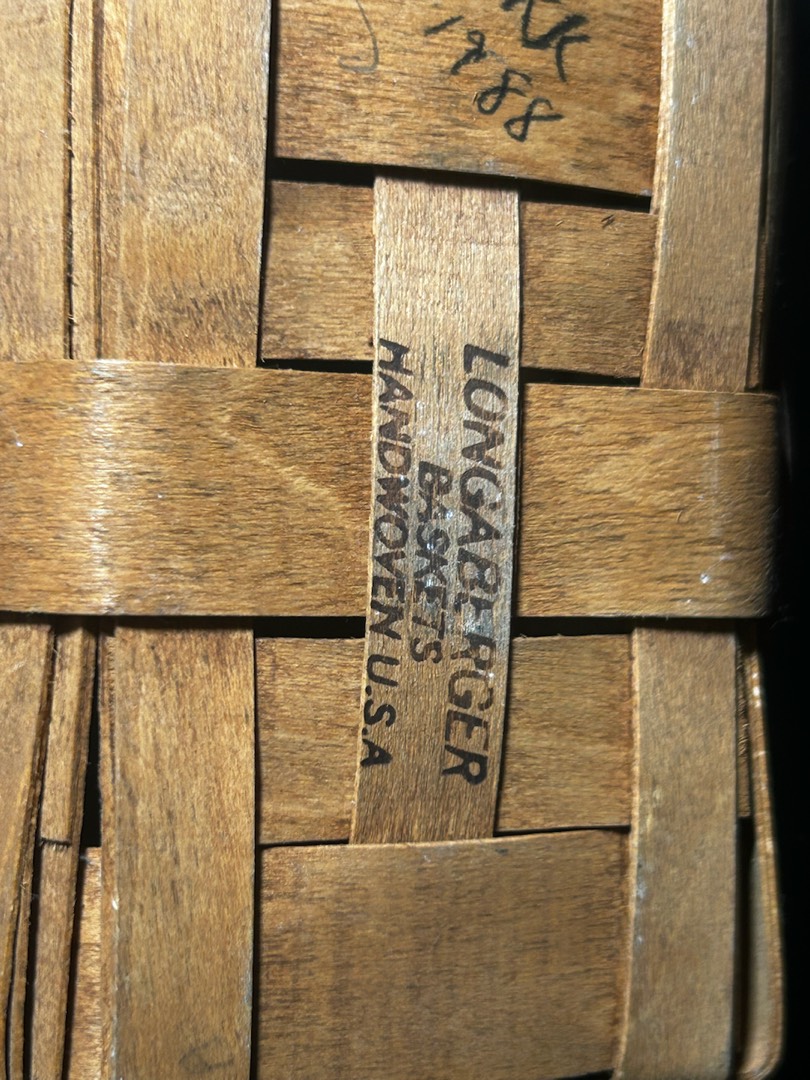 1988
LONGABERGER
BASKETS
HANDWOVEN U.S.A